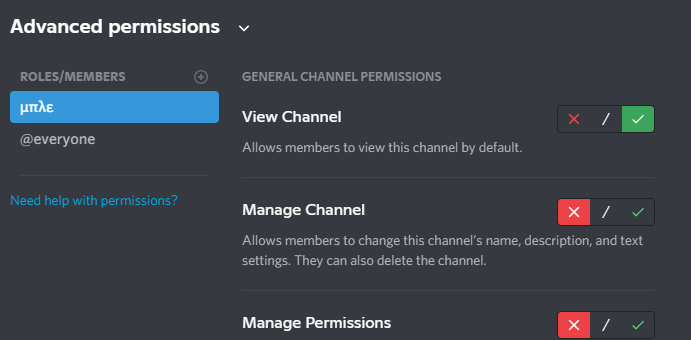 Advanced permissions
ROLES/MEMBERS
μπλε
@everyone
Need help with permissions?
GENERAL CHANNEL PERMISSIONS
View Channel
Allows members to view this channel by default.
Manage Channel
Allows members to change this channel's name, description, and text
settings. They can also delete the channel.
Manage Permissions